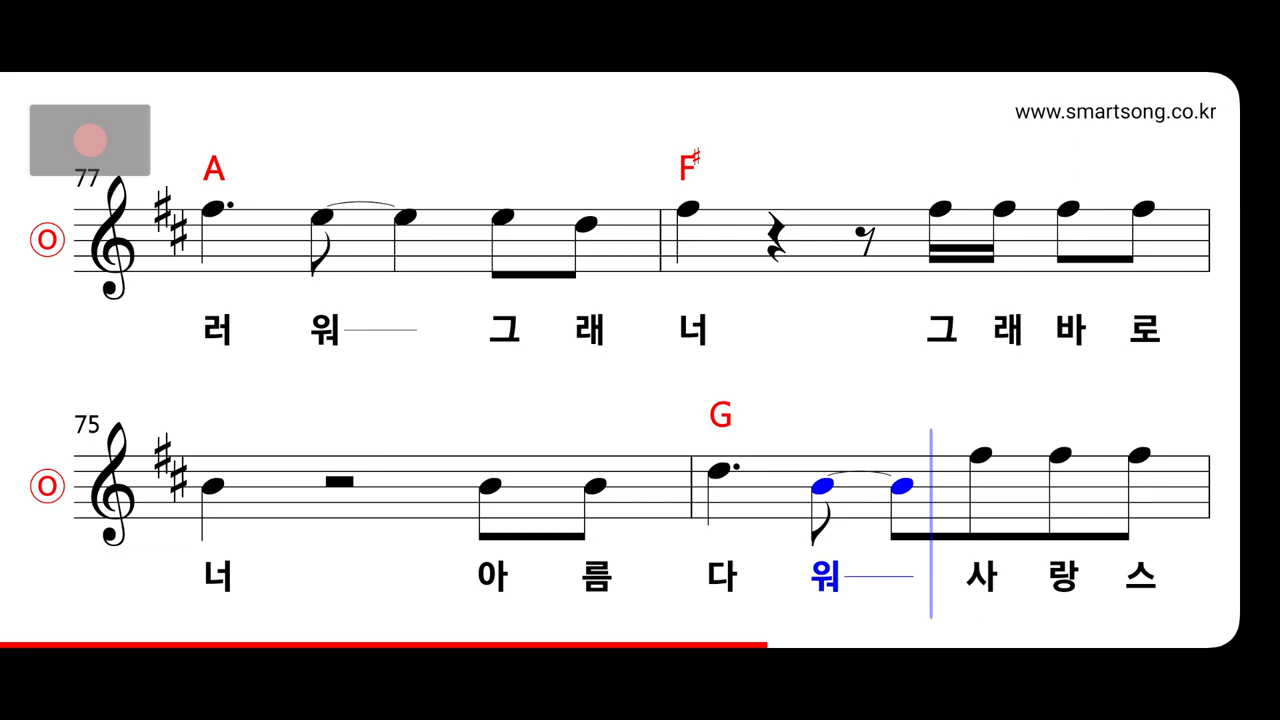 www.smartsong.co.kr
77
A F♯
O
러 워 그 래 너 그 래 바 로
75
G
O
너 아 름 다 워 사 랑 스